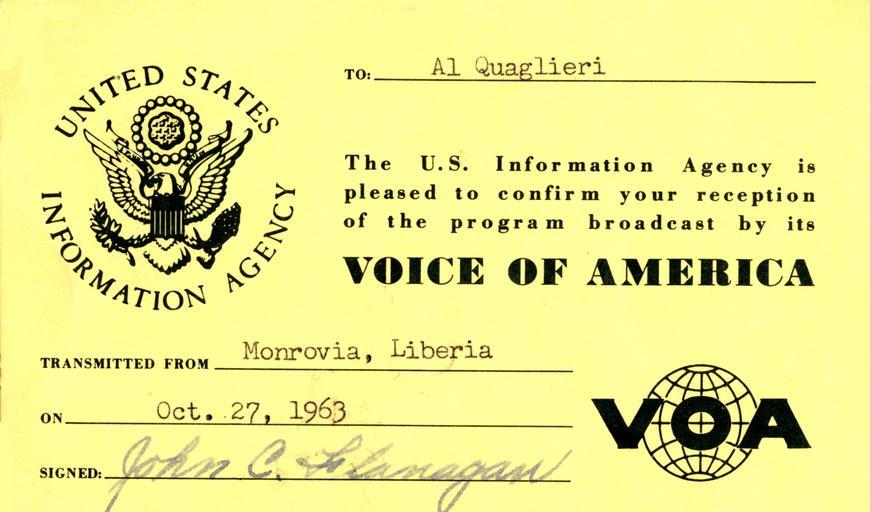 UNITED STATES
INFORMATION AGENCY
TO: Al Quaglieri
The U.S. Information Agency is
pleased to confirm your reception
of the program broadcast by its
VOICE OF AMERICA
TRANSMITTED FROM Monrovia, Liberia
ON Oct. 27, 1963
SIGNED: John C. Flanagan
VOA